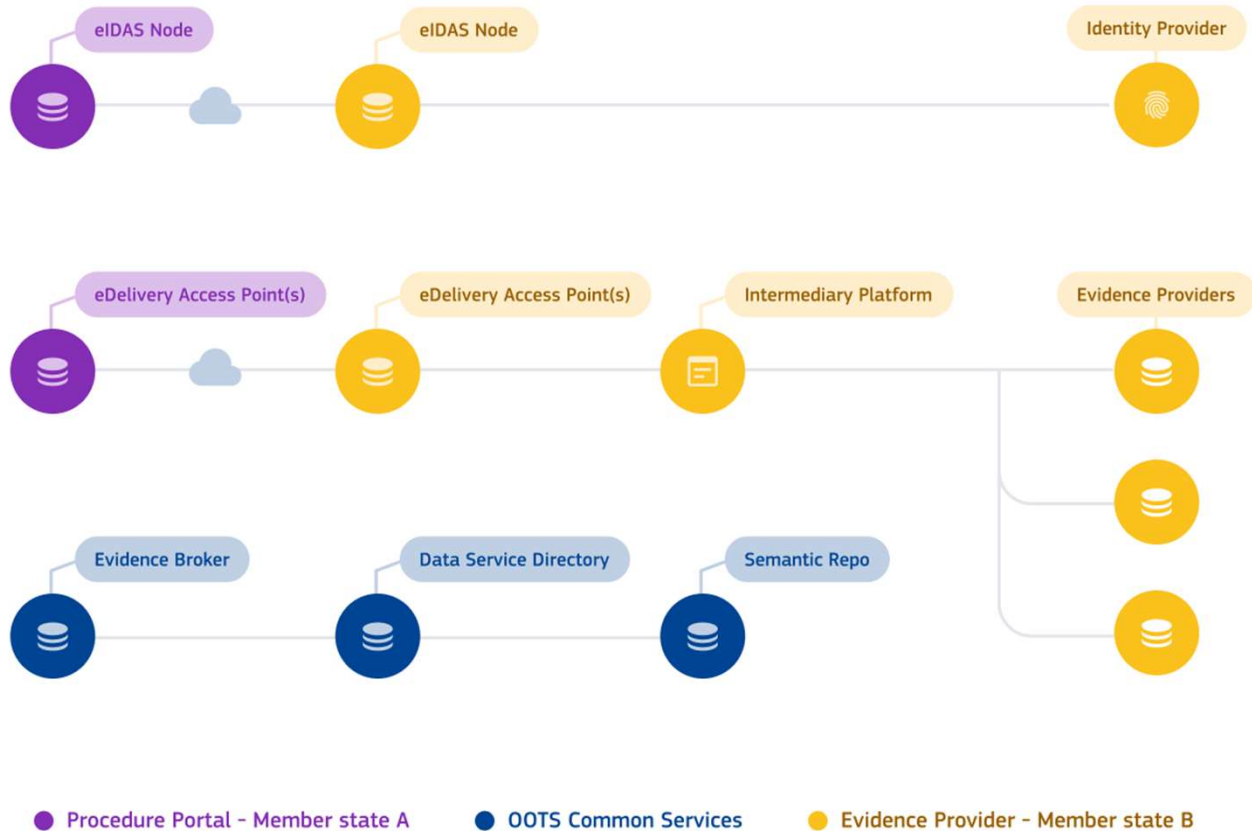 eIDAS Node
eIDAS Node
Identity Provider
eDelivery Access Point(s)
eDelivery Access Point(s)
Intermediary Platform
Evidence Providers
Evidence Broker
Data Service Directory
Semantic Repo
Procedure Portal - Member state A
OOTS Common Services
Evidence Provider - Member state B